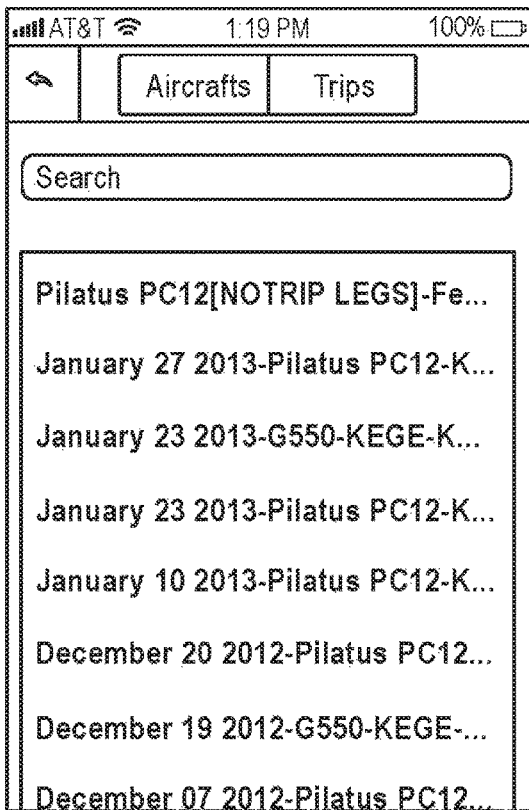 AT&T 1:19 PM 100%
Aircrafts Trips
Search
Pilatus PC12[NOTRIP LEGS]-Fe...
January 27 2013-Pilatus PC12-K...
January 23 2013-G550-KEGE-K...
January 23 2013-Pilatus PC12-K...
January 10 2013-Pilatus PC12-K...
December 20 2012-Pilatus PC12...
December 19 2012-G550-KEGE-...
December 07 2012-Pilatus PC12...